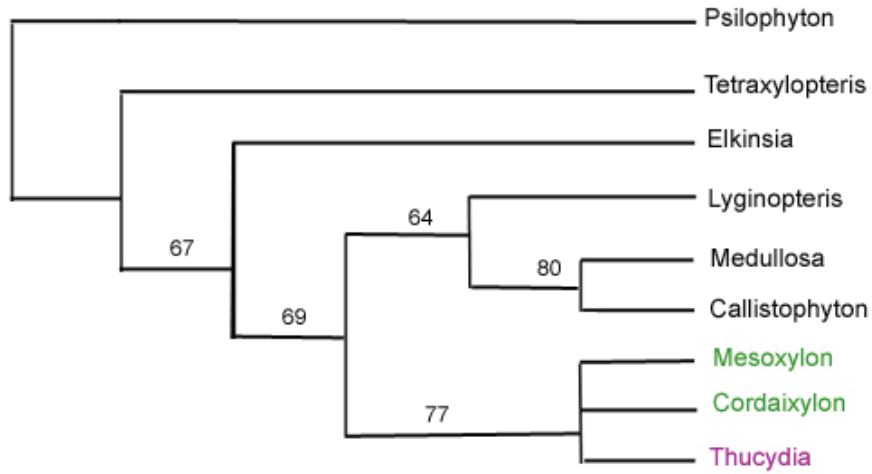 Psilophyton
Tetraxylopteris
Elkinsia
Lyginopteris
64
67
Medullosa
80
Callistophyton
69
Mesoxylon
Cordaixylon
77
Thucydia